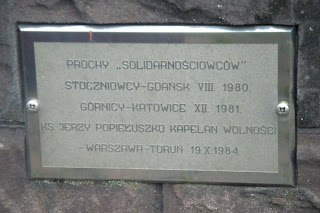 PROCHY „SOLIDARNOŚCIOWCÓW”
STOCZNIOWCY-GDAŃSK VIII 1980.
GÓRNICY-KATOWICE XII. 1981.
KS. JERZY POPIEŁUSZKO KAPELAN WOLNOŚCI
-WARSZAWA-TORUŃ 19.X.1984.